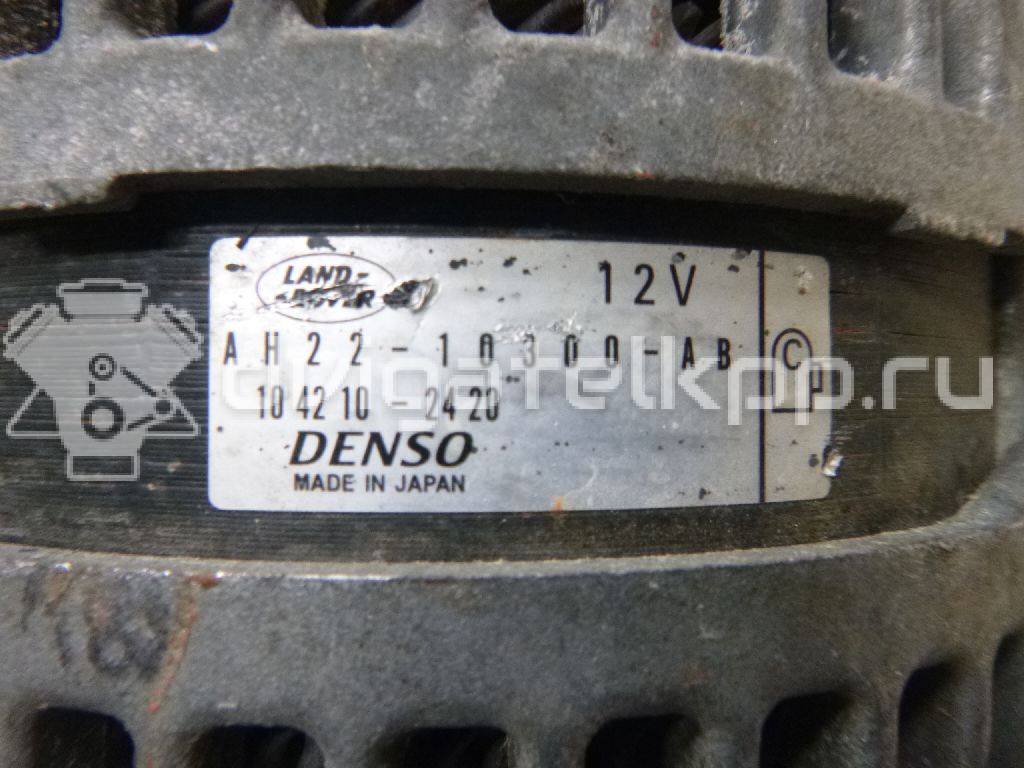 LAND-
ROVER
12V
AH22-10300-AB
104210-2420
DENSO
MADE IN JAPAN
C
dvigatelkpp.ru